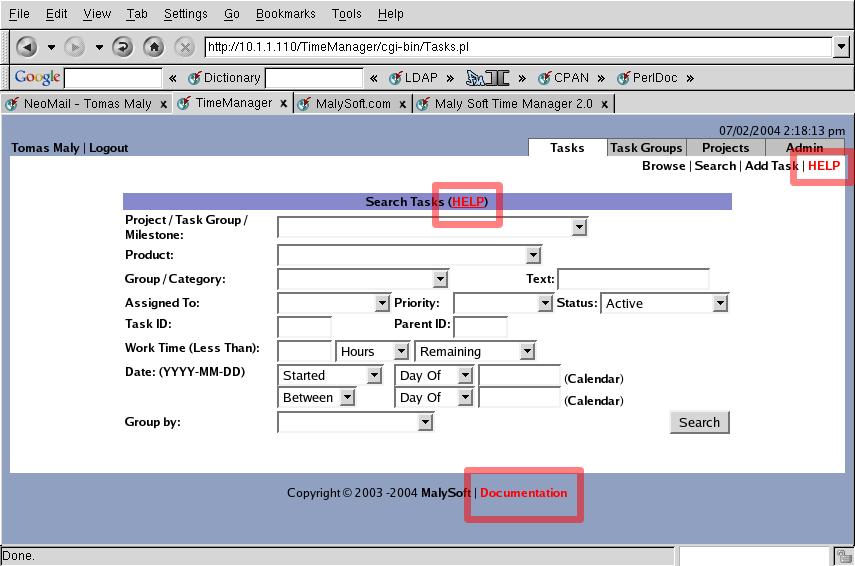 File Edit View Tab Settings Go Bookmarks Tools Help
http://10.1.1.110/TimeManager/cgi-bin/Tasks.pl
Google « Dictionary « LDAP » » CPAN » PerlDoc »
NeoMail - Tomas Maly x TimeManager x MalySoft.com x Maly Soft Time Manager 2.0 x
07/02/2004 2:18:13 pm
Tomas Maly | Logout Tasks Task Groups Projects Admin
Browse | Search | Add Task | HELP
Search Tasks (HELP)
Project / Task Group /
Milestone:
Product:
Group / Category: Text:
Assigned To: Priority: Status: Active
Task ID: Parent ID:
Work Time (Less Than): Hours Remaining
Date: (YYYY-MM-DD) Started Day Of (Calendar)
Between Day Of (Calendar)
Group by: Search
Copyright © 2003 -2004 MalySoft | Documentation
Done.